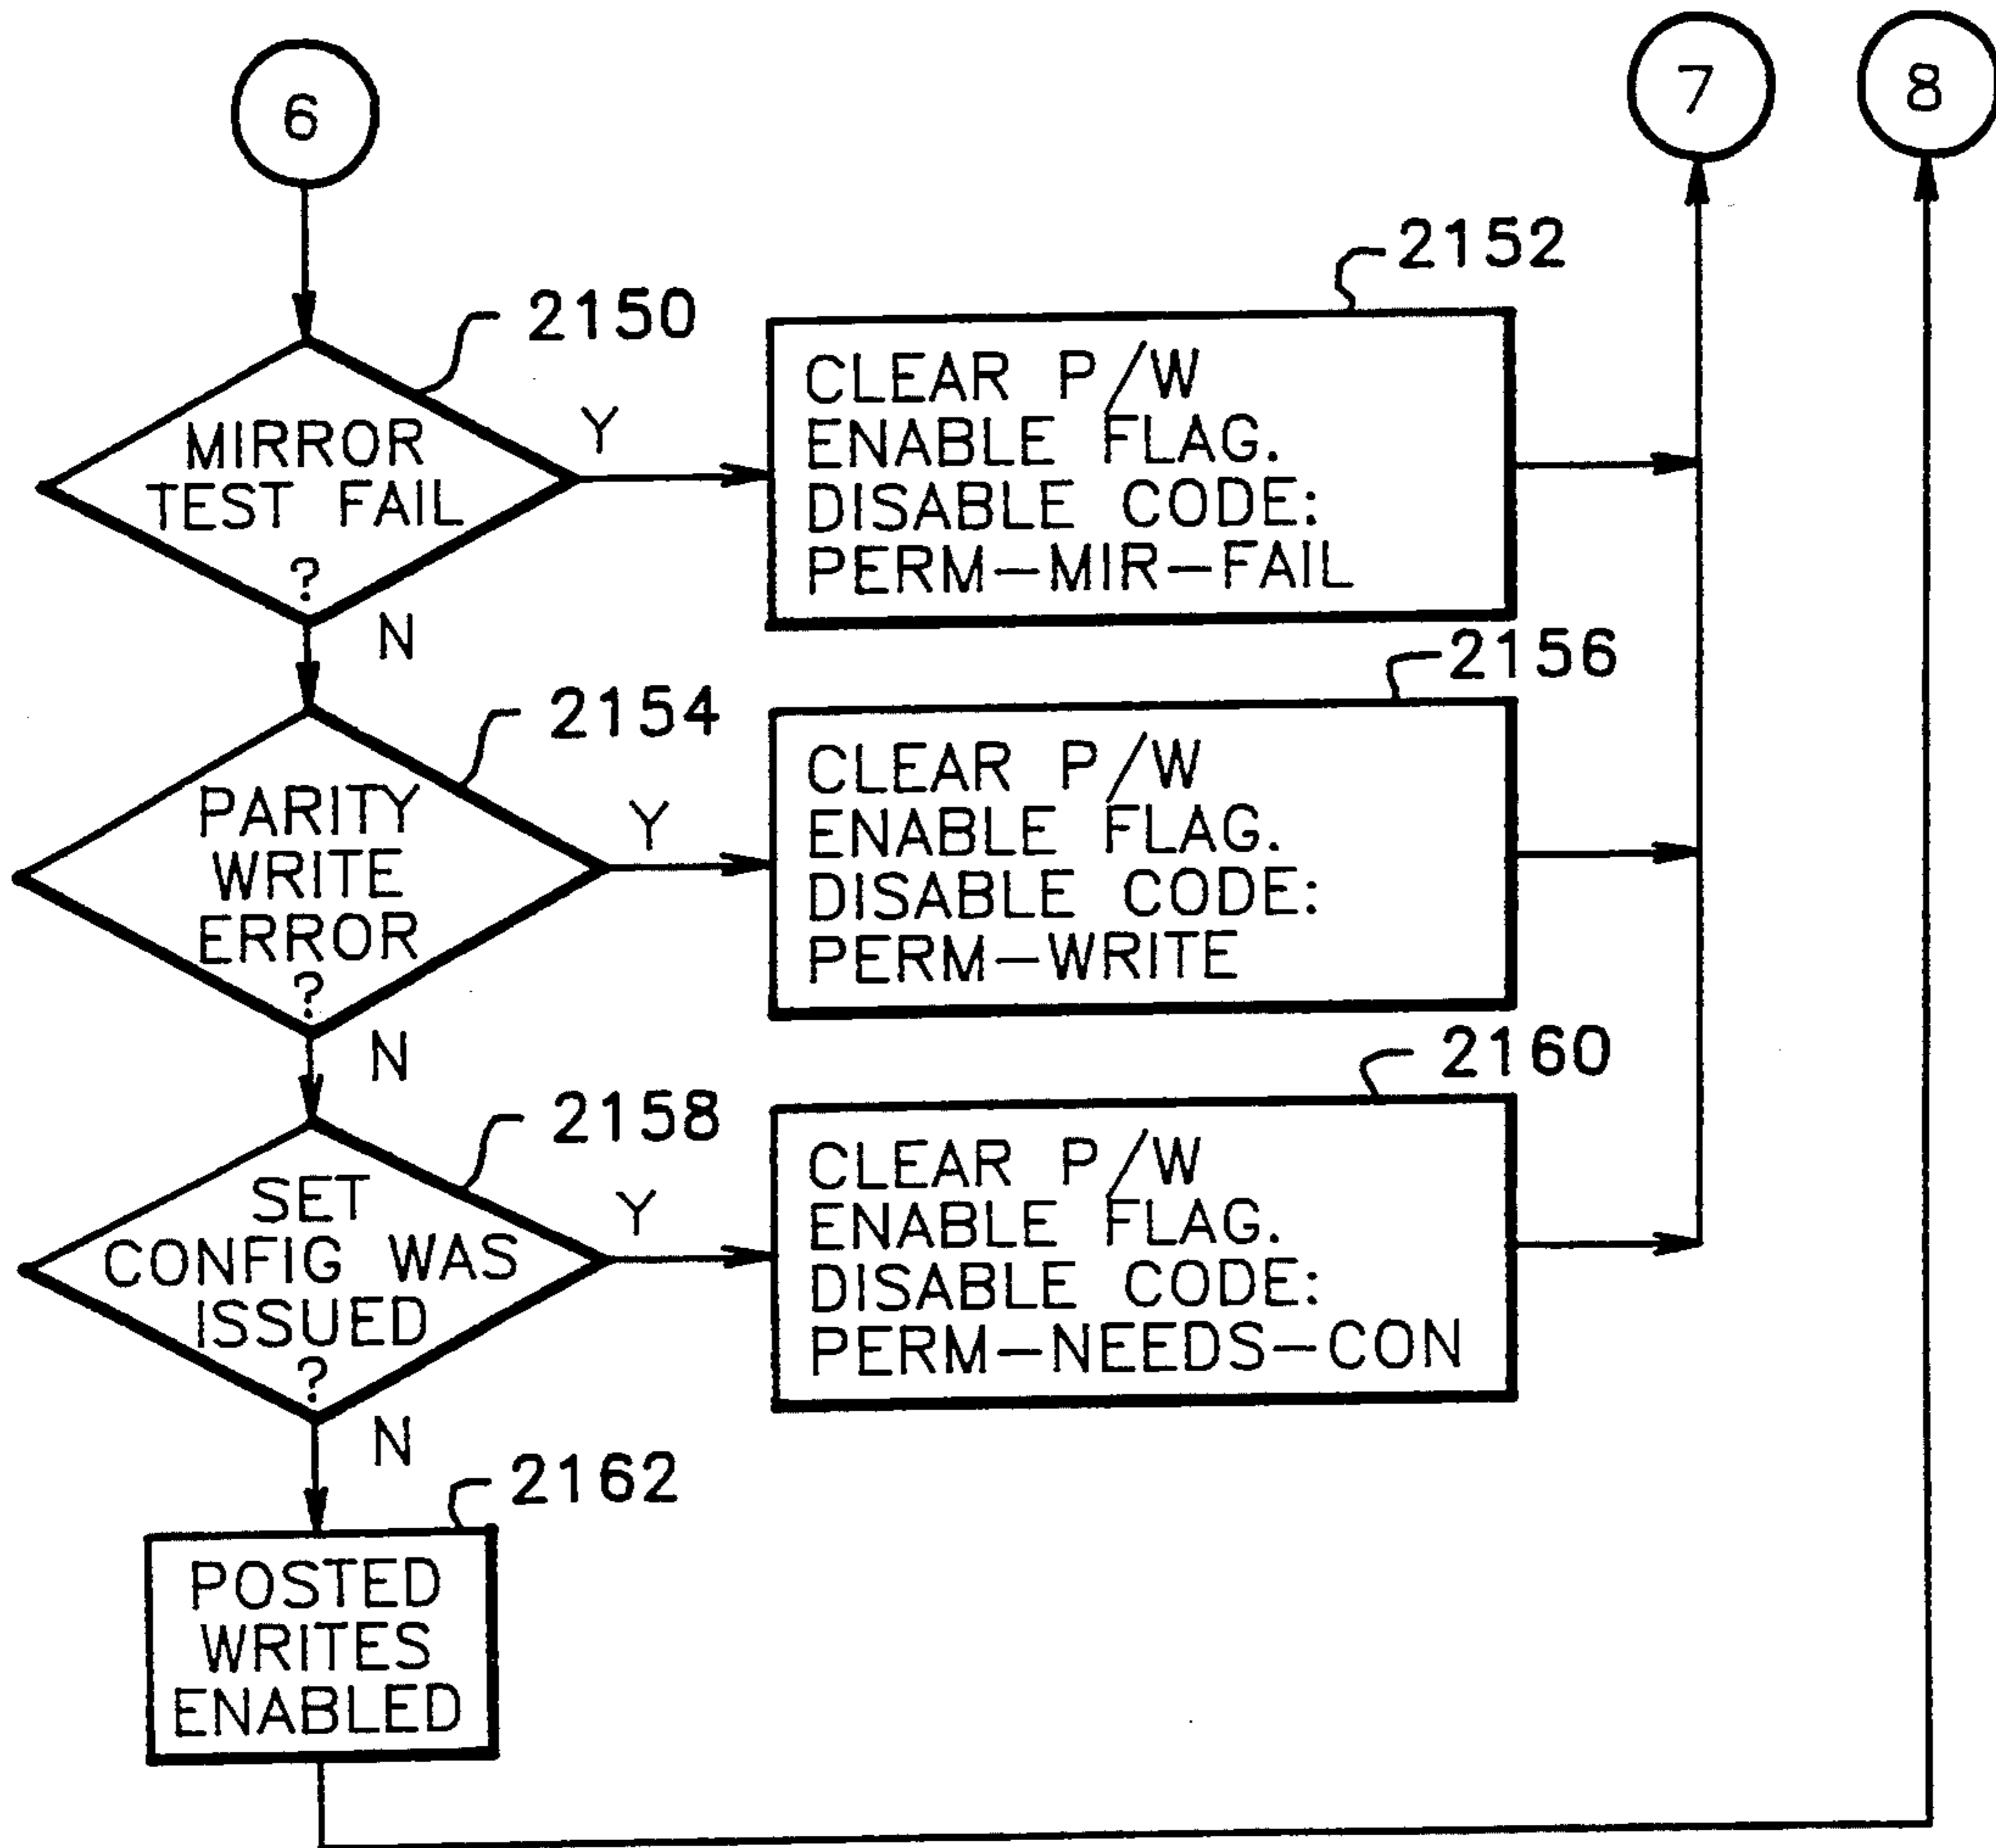 6
7
8
2150
MIRROR
TEST FAIL
?
Y
N
2152
CLEAR P/W
ENABLE FLAG.
DISABLE CODE:
PERM-MIR-FAIL
2154
PARITY
WRITE
ERROR
?
Y
N
2156
CLEAR P/W
ENABLE FLAG.
DISABLE CODE:
PERM-WRITE
2158
SET
CONFIG WAS
ISSUED
?
Y
N
2160
CLEAR P/W
ENABLE FLAG.
DISABLE CODE:
PERM-NEEDS-CON
2162
POSTED
WRITES
ENABLED